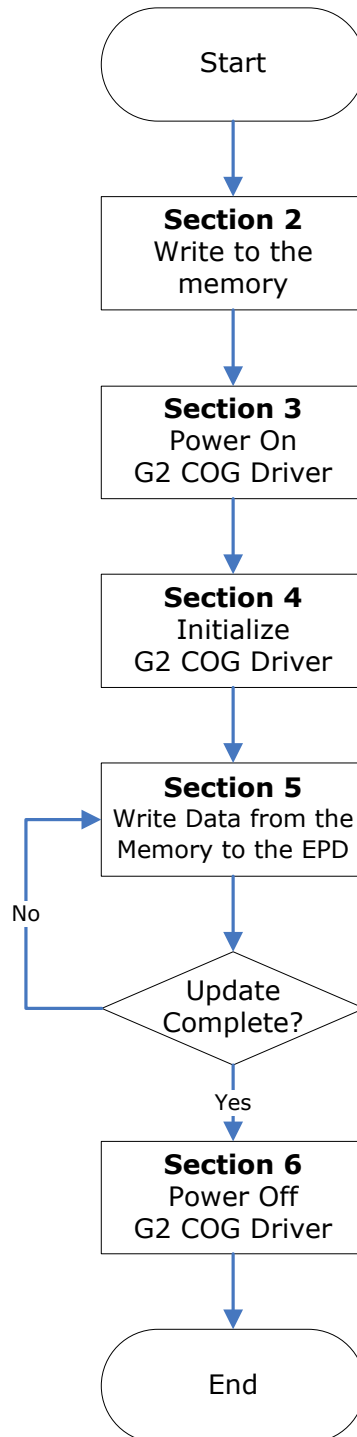 Start
Section 2
Write to the
memory
Section 3
Power On
G2 COG Driver
Section 4
Initialize
G2 COG Driver
Section 5
Write Data from the
Memory to the EPD
No
Update
Complete?
Yes
Section 6
Power Off
G2 COG Driver
End